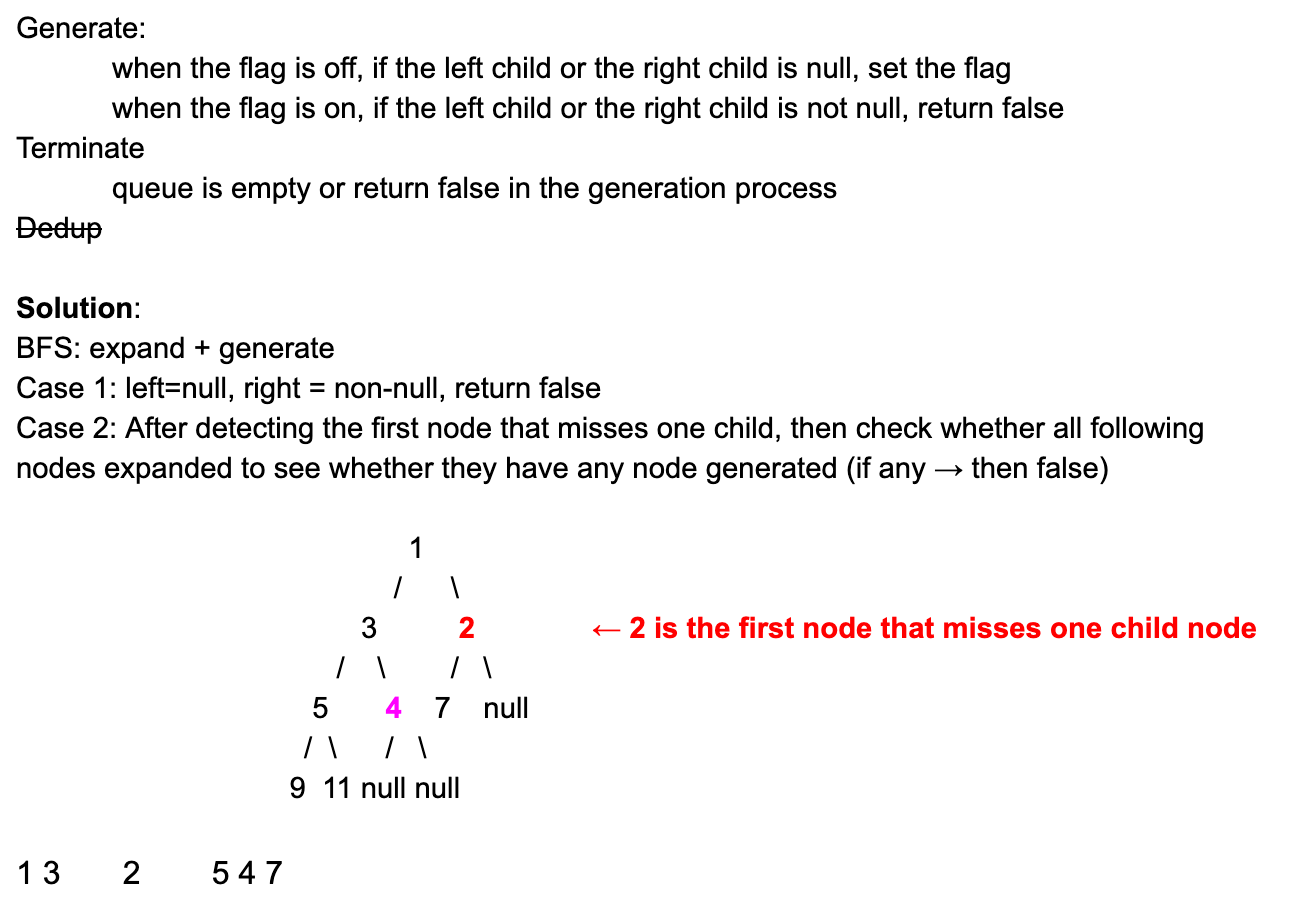 Generate:
when the flag is off, if the left child or the right child is null, set the flag
when the flag is on, if the left child or the right child is not null, return false
Terminate
queue is empty or return false in the generation process
Dedup
Solution:
BFS: expand + generate
Case 1: left=null, right = non-null, return false
Case 2: After detecting the first node that misses one child, then check whether all following
nodes expanded to see whether they have any node generated (if any → then false)
1
/ \
3 2 ← 2 is the first node that misses one child node
/ \ / \
5 4 7 null
/ \ / \
9 11 null null
1 3 2 5 4 7